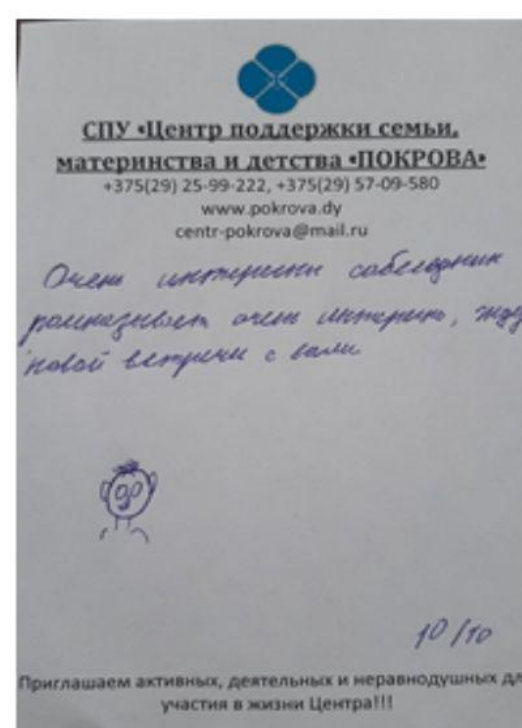 СПУ •Центр поддержки семьи,
материнства и детства •ПОКРОВА•
+375(29) 25-99-222, +375(29) 57-09-580
www.pokrova.dy
centr-pokrova@mail.ru
Очень интересный собеседник
рассказывает очень интересно, жду
новой встречи с вами
10/10
Приглашаем активных, деятельных и неравнодушных дл
участия в жизни Центра!!!